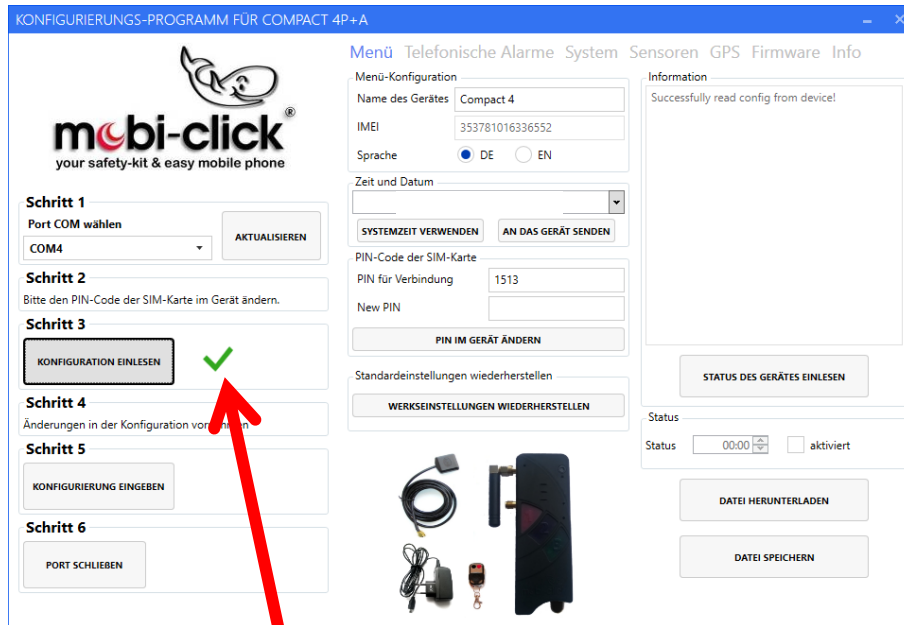 KONFIGURIERUNGS-PROGRAMM FÜR COMPACT 4P+A
mobi-click®
your safety-kit & easy mobile phone
Schritt 1
Port COM wählen
COM4
AKTUALISIEREN
Schritt 2
Bitte den PIN-Code der SIM-Karte im Gerät ändern.
Schritt 3
KONFIGURATION EINLESEN
Schritt 4
Änderungen in der Konfiguration
Schritt 5
KONFIGURIERUNG EINGEBEN
Schritt 6
PORT SCHLIEßEN
Menü Telefonische Alarme System Sensoren GPS Firmware Info
Menü-Konfiguration
Name des Gerätes Compact 4
IMEI 353781016336552
Sprache DE EN
Zeit und Datum
SYSTEMZEIT VERWENDEN AN DAS GERÄT SENDEN
PIN-Code der SIM-Karte
PIN für Verbindung 1513
New PIN
PIN IM GERÄT ÄNDERN
Standardeinstellungen wiederherstellen
WERKSEINSTELLUNGEN WIEDERHERSTELLEN
Information
Successfully read config from device!
STATUS DES GERÄTES EINLESEN
Status
Status 00:00 aktiviert
DATEI HERUNTERLADEN
DATEI SPEICHERN